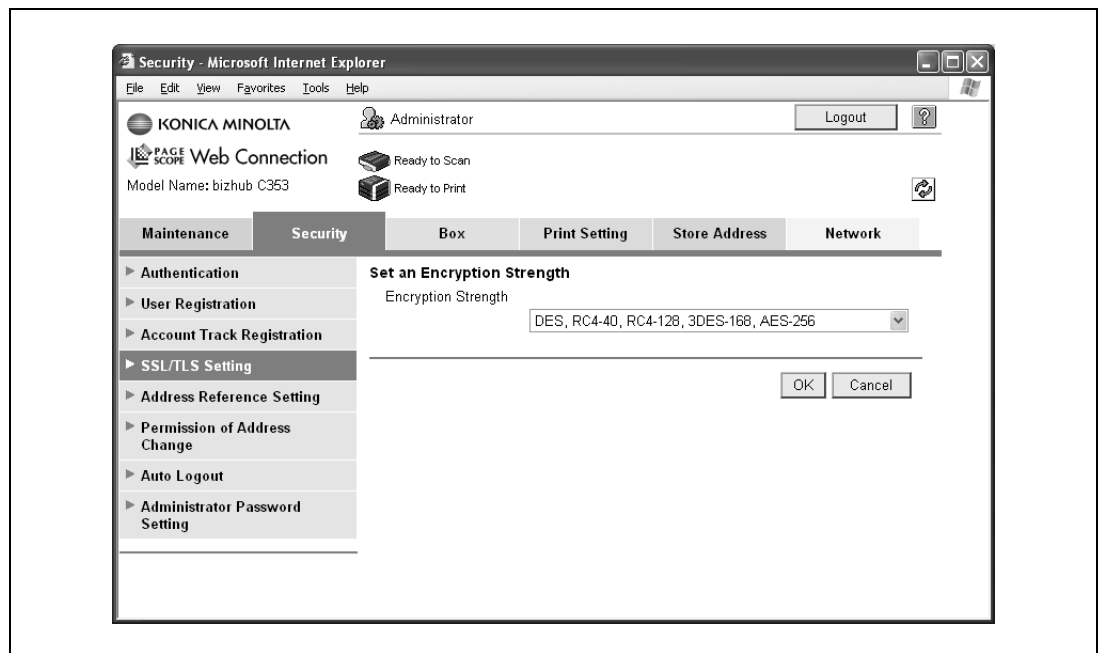 Security - Microsoft Internet Explorer
File Edit View Favorites Tools Help
KONICA MINOLTA
Administrator
Logout
?
PAGE SCOPE Web Connection
Ready to Scan
Model Name: bizhub C353
Ready to Print
Maintenance Security Box Print Setting Store Address Network
Authentication
User Registration
Account Track Registration
SSL/TLS Setting
Address Reference Setting
Permission of Address
Change
Auto Logout
Administrator Password
Setting
Set an Encryption Strength
Encryption Strength
DES, RC4-40, RC4-128, 3DES-168, AES-256
OK Cancel